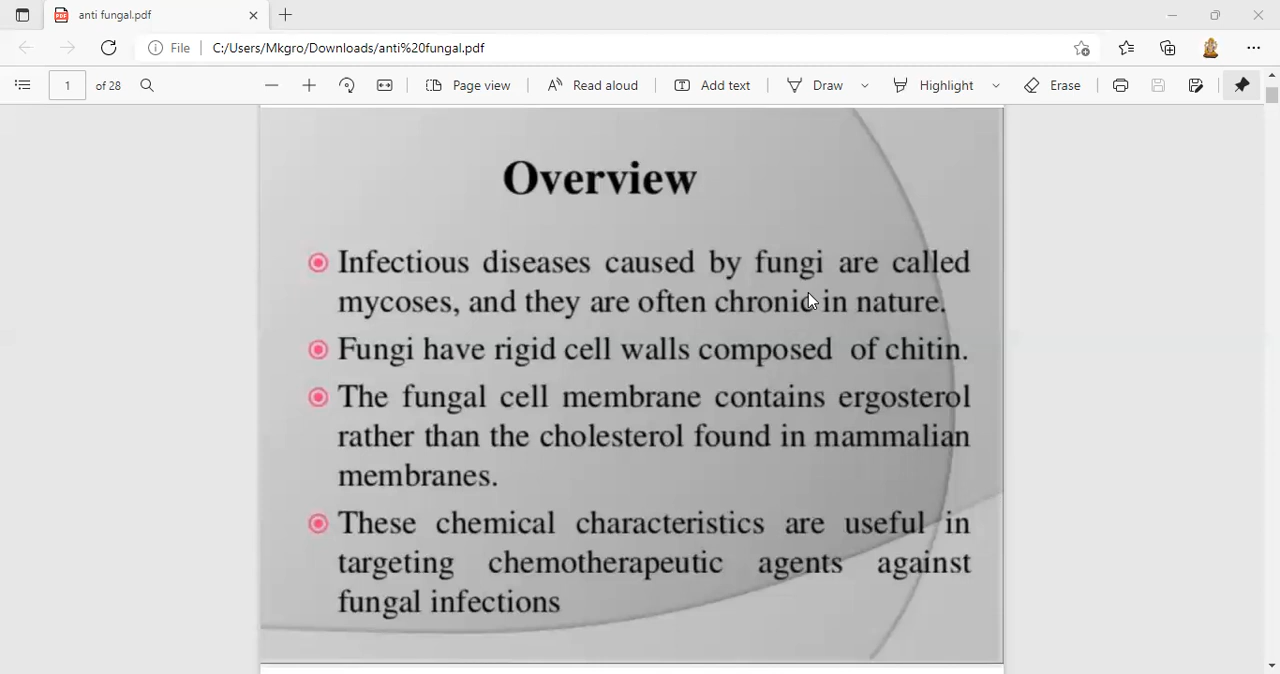 anti fungal.pdf
File
C:/Users/Mkgro/Downloads/anti%20fungal.pdf
1 of 28
Page view
Read aloud
Add text
Draw
Highlight
Erase
Overview
Infectious diseases caused by fungi are called
mycoses, and they are often chronic in nature.
Fungi have rigid cell walls composed of chitin.
The fungal cell membrane contains ergosterol
rather than the cholesterol found in mammalian
membranes.
These chemical characteristics are useful in
targeting chemotherapeutic agents against
fungal infections